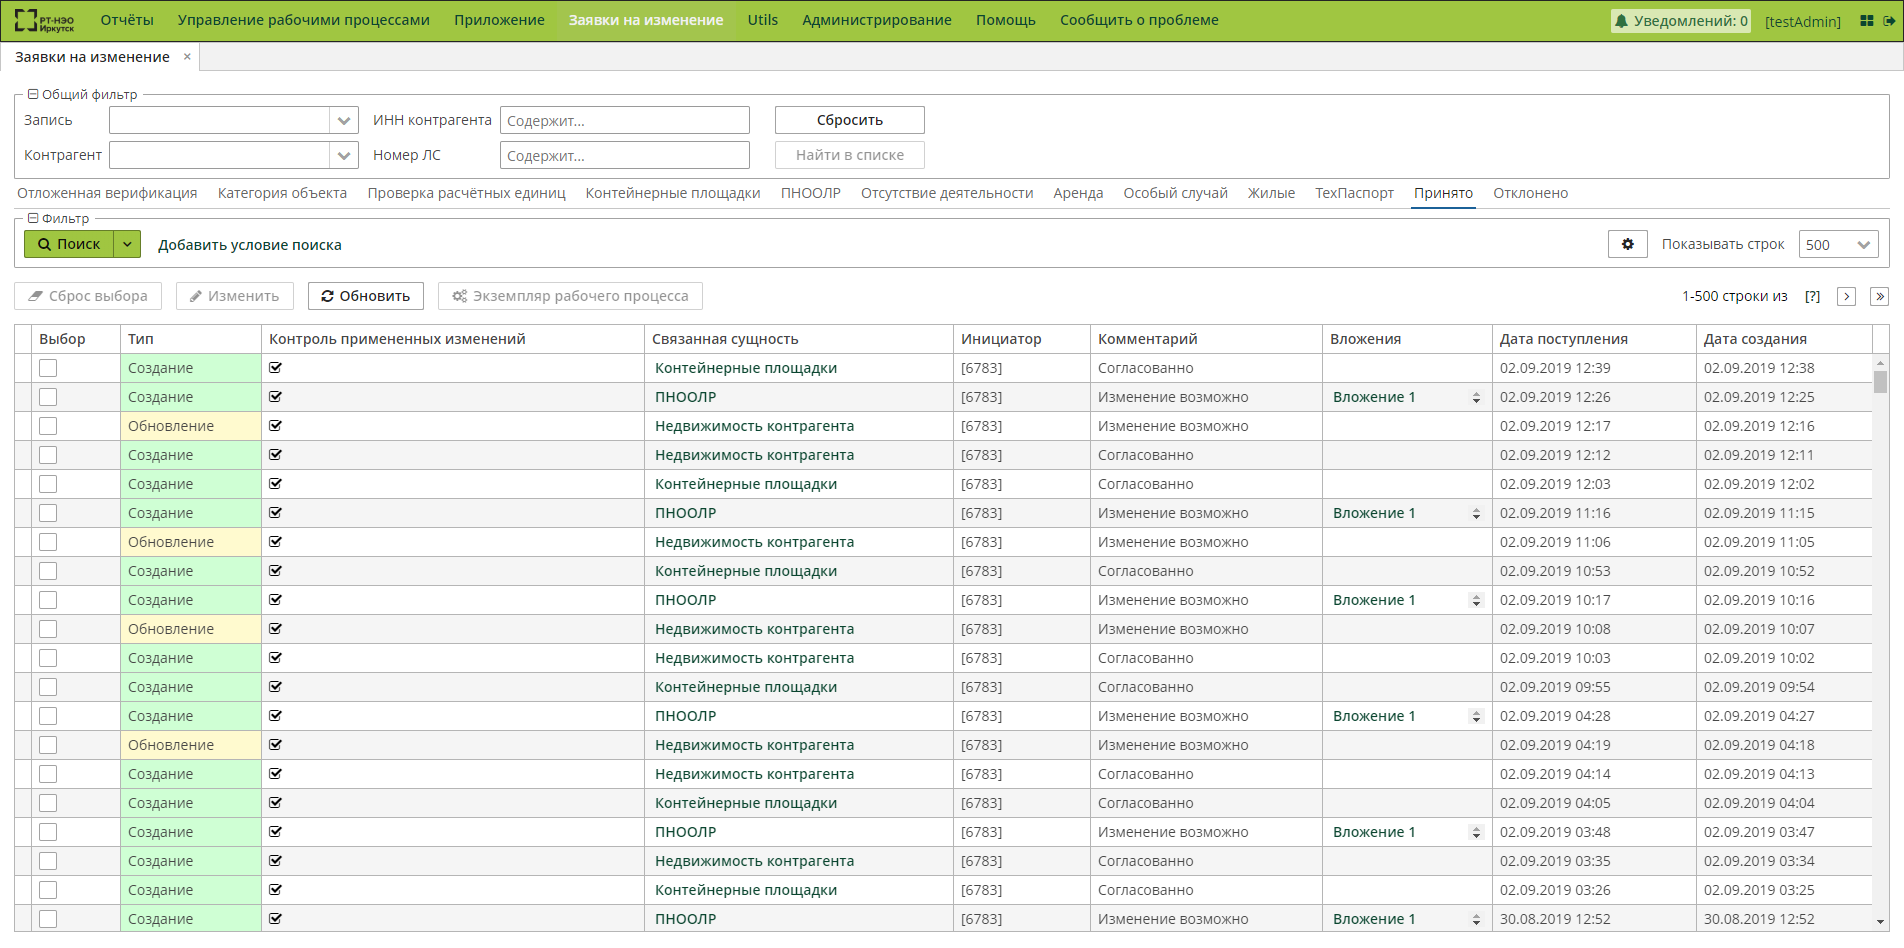 РТ-НЭО Иркутск Отчёты Управление рабочими процессами Приложение Заявки на изменение Utils Администрирование Помощь Сообщить о проблеме Уведомлений: 0 [testAdmin]
Заявки на изменение ×
Общий фильтр
Запись ИНН контрагента Содержит... Сбросить
Контрагент Номер ЛС Содержит... Найти в списке
Отложенная верификация Категория объекта Проверка расчётных единиц Контейнерные площадки ПНООЛР Отсутствие деятельности Аренда Особый случай Жилые ТехПаспорт Принято Отклонено
Фильтр
Поиск Добавить условие поиска Показывать строк 500
Сброс выбора Изменить Обновить Экземпляр рабочего процесса 1-500 строки из [?]
Выбор Тип Контроль примененных изменений Связанная сущность Инициатор Комментарий Вложения Дата поступления Дата создания
Создание Контейнерные площадки [6783] Согласованно 02.09.2019 12:39 02.09.2019 12:38
Создание ПНООЛР [6783] Изменение возможно Вложение 1 02.09.2019 12:26 02.09.2019 12:25
Обновление Недвижимость контрагента [6783] Изменение возможно 02.09.2019 12:17 02.09.2019 12:16
Создание Недвижимость контрагента [6783] Согласованно 02.09.2019 12:12 02.09.2019 12:11
Создание Контейнерные площадки [6783] Согласованно 02.09.2019 12:03 02.09.2019 12:02
Создание ПНООЛР [6783] Изменение возможно Вложение 1 02.09.2019 11:16 02.09.2019 11:15
Обновление Недвижимость контрагента [6783] Изменение возможно 02.09.2019 11:06 02.09.2019 11:05
Создание Контейнерные площадки [6783] Согласованно 02.09.2019 10:53 02.09.2019 10:52
Создание ПНООЛР [6783] Изменение возможно Вложение 1 02.09.2019 10:17 02.09.2019 10:16
Обновление Недвижимость контрагента [6783] Изменение возможно 02.09.2019 10:08 02.09.2019 10:07
Создание Недвижимость контрагента [6783] Согласованно 02.09.2019 10:03 02.09.2019 10:02
Создание Контейнерные площадки [6783] Согласованно 02.09.2019 09:55 02.09.2019 09:54
Создание ПНООЛР [6783] Изменение возможно Вложение 1 02.09.2019 04:28 02.09.2019 04:27
Обновление Недвижимость контрагента [6783] Изменение возможно 02.09.2019 04:19 02.09.2019 04:18
Создание Недвижимость контрагента [6783] Согласованно 02.09.2019 04:14 02.09.2019 04:13
Создание Контейнерные площадки [6783] Согласованно 02.09.2019 04:05 02.09.2019 04:04
Создание ПНООЛР [6783] Изменение возможно Вложение 1 02.09.2019 03:48 02.09.2019 03:47
Создание Недвижимость контрагента [6783] Согласованно 02.09.2019 03:35 02.09.2019 03:34
Создание Контейнерные площадки [6783] Согласованно 02.09.2019 03:26 02.09.2019 03:25
Создание ПНООЛР [6783] Изменение возможно Вложение 1 30.08.2019 12:52 30.08.2019 12:52